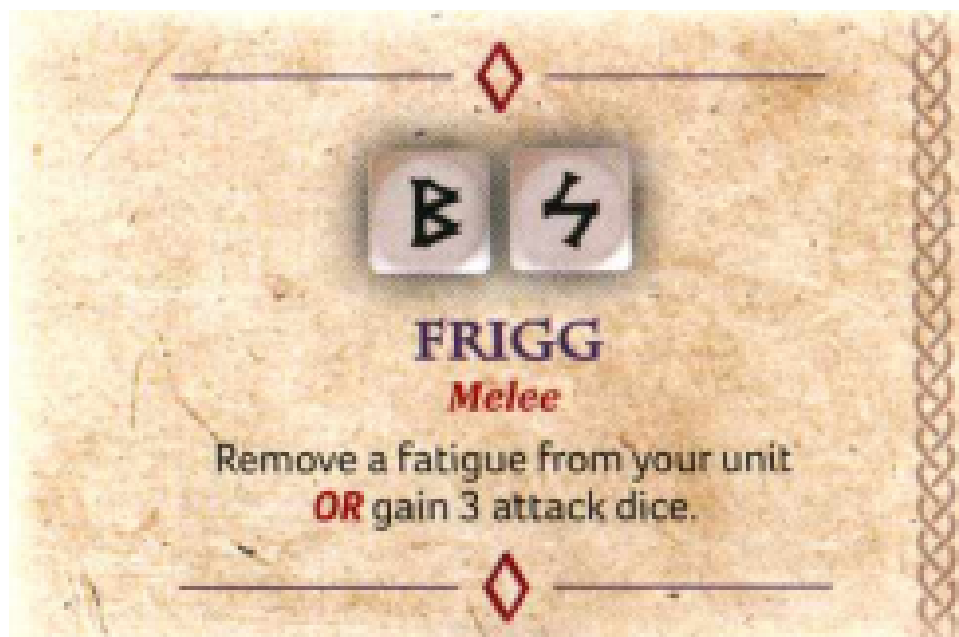 ᛒ ᛋ
FRIGG
Melee
Remove a fatigue from your unit
OR gain 3 attack dice.